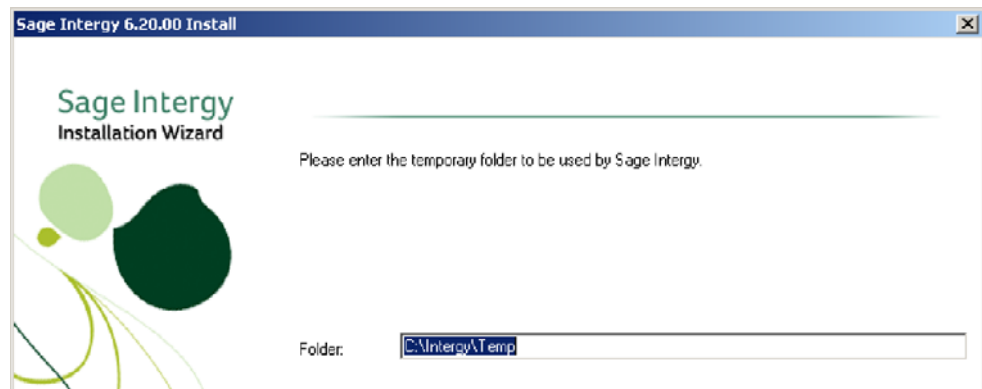 Sage Intergy 6.20.00 Install
Sage Intergy
Installation Wizard
Please enter the temporary folder to be used by Sage Intergy.
Folder: C:\Intergy\Temp